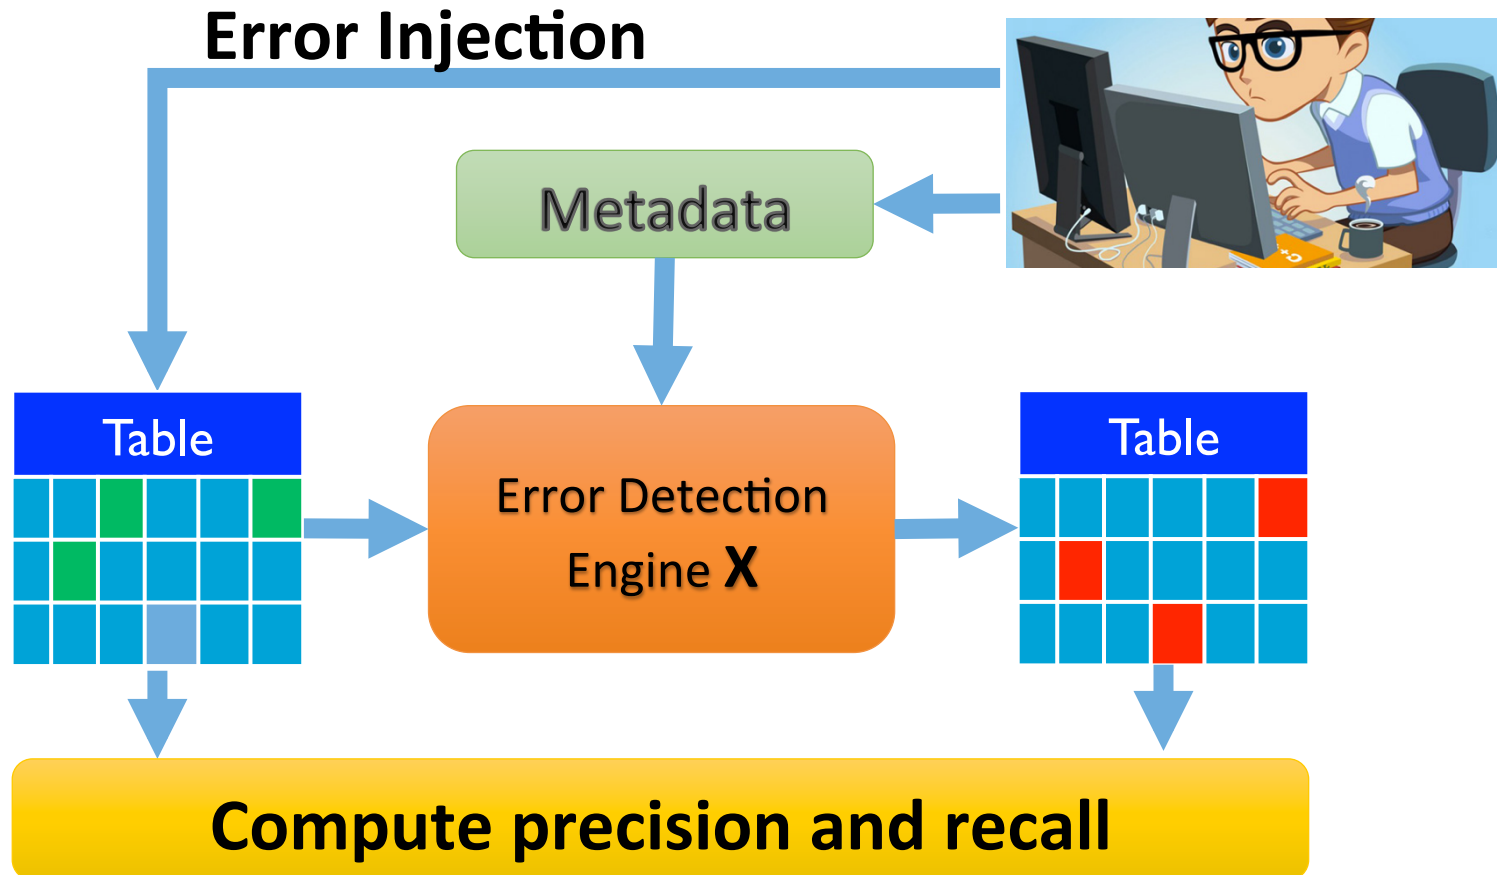 Error Injection
Metadata
Table
Error Detection
Engine X
Table
Compute precision and recall